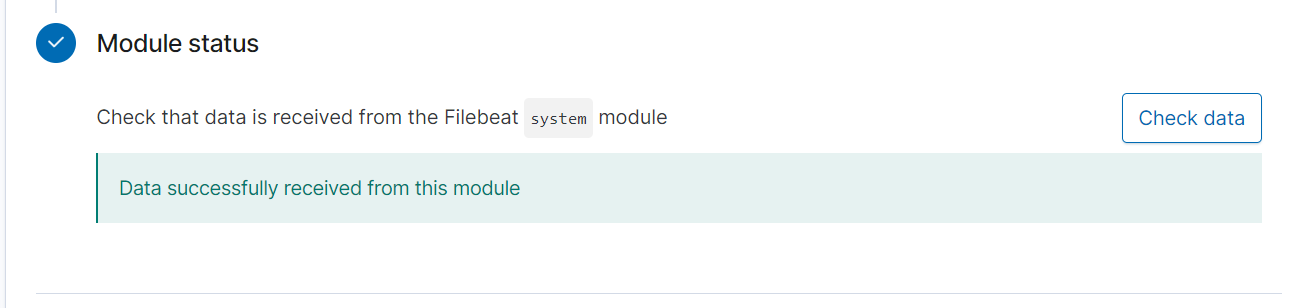 Module status
Check that data is received from the Filebeat system module
Check data
Data successfully received from this module